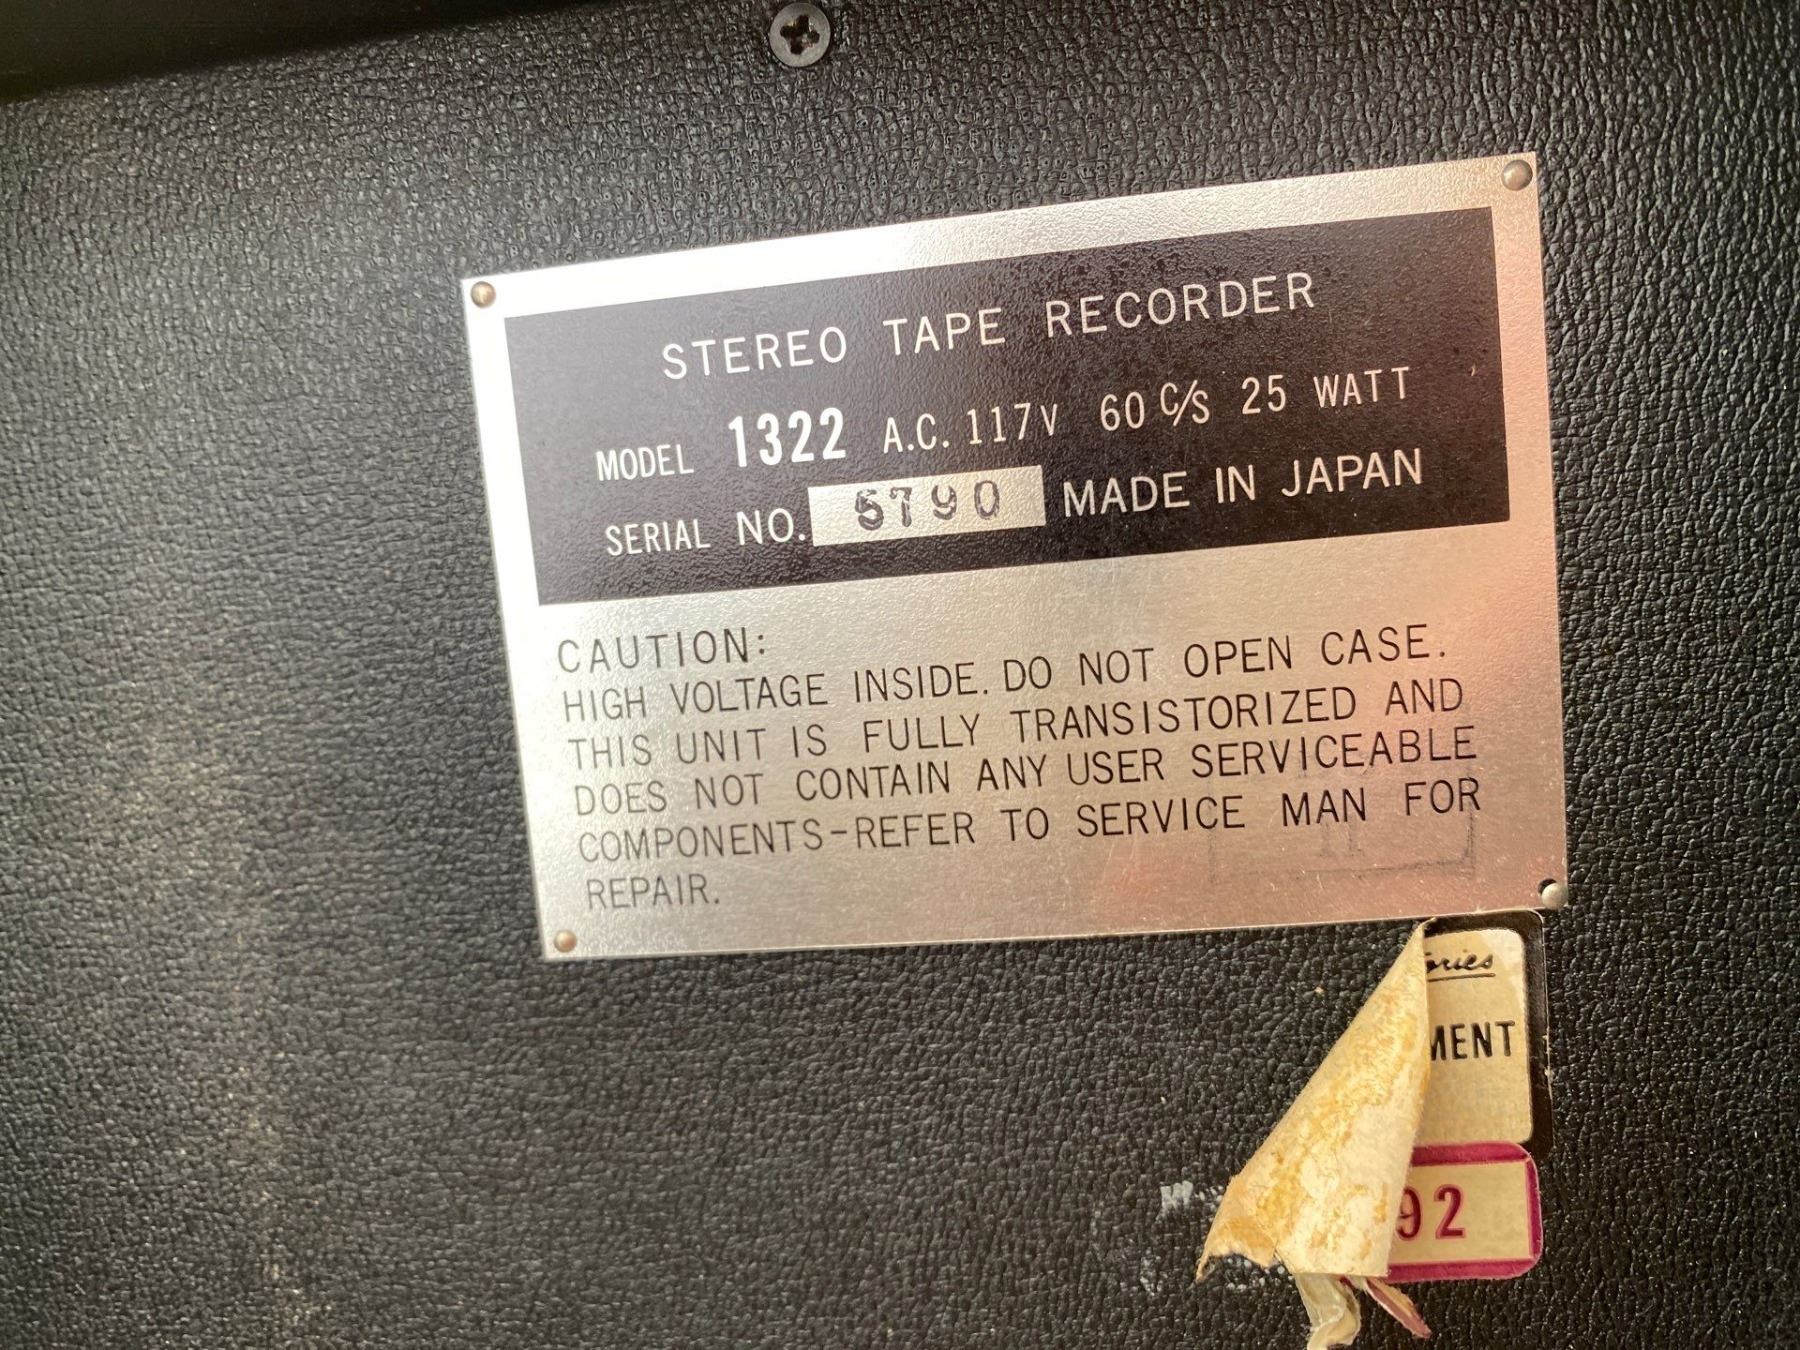 STEREO TAPE RECORDER
MODEL 1322 A.C. 117V 60 C/S 25 WATT
SERIAL NO. 5790 MADE IN JAPAN
CAUTION:
HIGH VOLTAGE INSIDE. DO NOT OPEN CASE.
THIS UNIT IS FULLY TRANSISTORIZED AND
DOES NOT CONTAIN ANY USER SERVICEABLE
COMPONENTS-REFER TO SERVICE MAN FOR
REPAIR.
ories
MENT
92